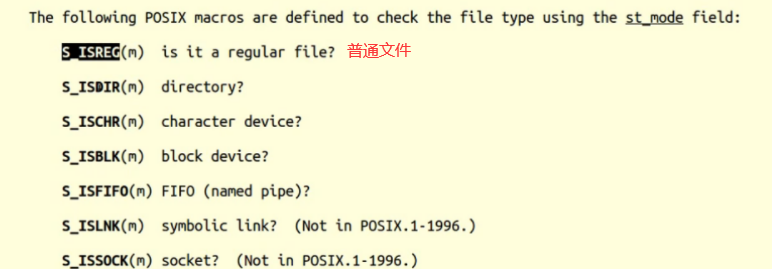 The following POSIX macros are defined to check the file type using the st_mode field:
S_ISREG(m) is it a regular file? 普通文件
S_ISDIR(m) directory?
S_ISCHR(m) character device?
S_ISBLK(m) block device?
S_ISFIFO(m) FIFO (named pipe)?
S_ISLNK(m) symbolic link? (Not in POSIX.1-1996.)
S_ISSOCK(m) socket? (Not in POSIX.1-1996.)